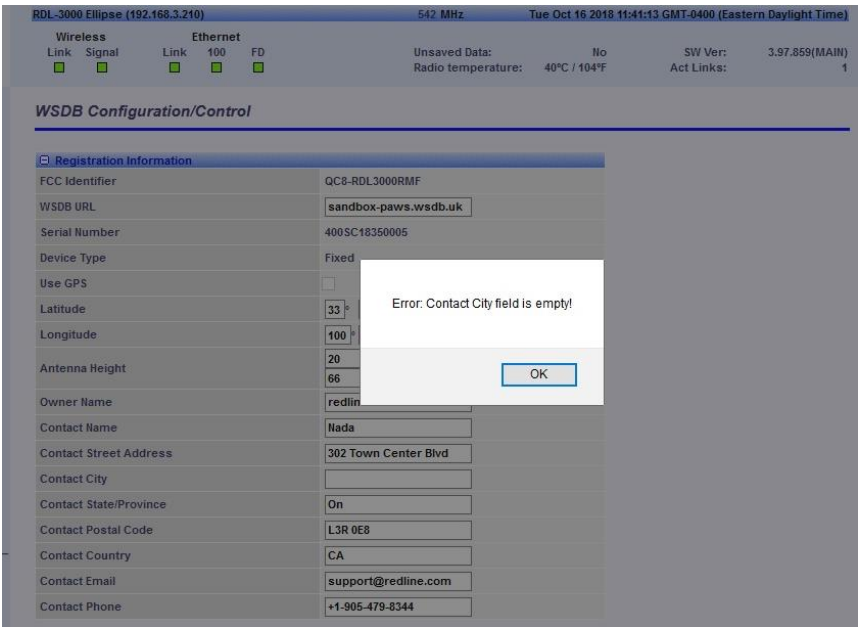 RDL-3000 Ellipse (192.168.3.210) 542 MHz Tue Oct 16 2018 11:41:13 GMT-0400 (Eastern Daylight Time)
Wireless Ethernet
Link Signal Link 100 FD Unsaved Data: No SW Ver: 3.97.859(MAIN)
Radio temperature: 40°C / 104°F Act Links: 1
WSDB Configuration/Control
Registration Information
FCC Identifier QC8-RDL3000RMF
WSDB URL sandbox-paws.wsdb.uk
Serial Number 400SC18350005
Device Type Fixed
Use GPS
Latitude 33 °
Error: Contact City field is empty!
Longitude 100 °
Antenna Height 20
66
OK
Owner Name redlin
Contact Name Nada
Contact Street Address 302 Town Center Blvd
Contact City
Contact State/Province On
Contact Postal Code L3R 0E8
Contact Country CA
Contact Email support@redline.com
Contact Phone +1-905-479-8344